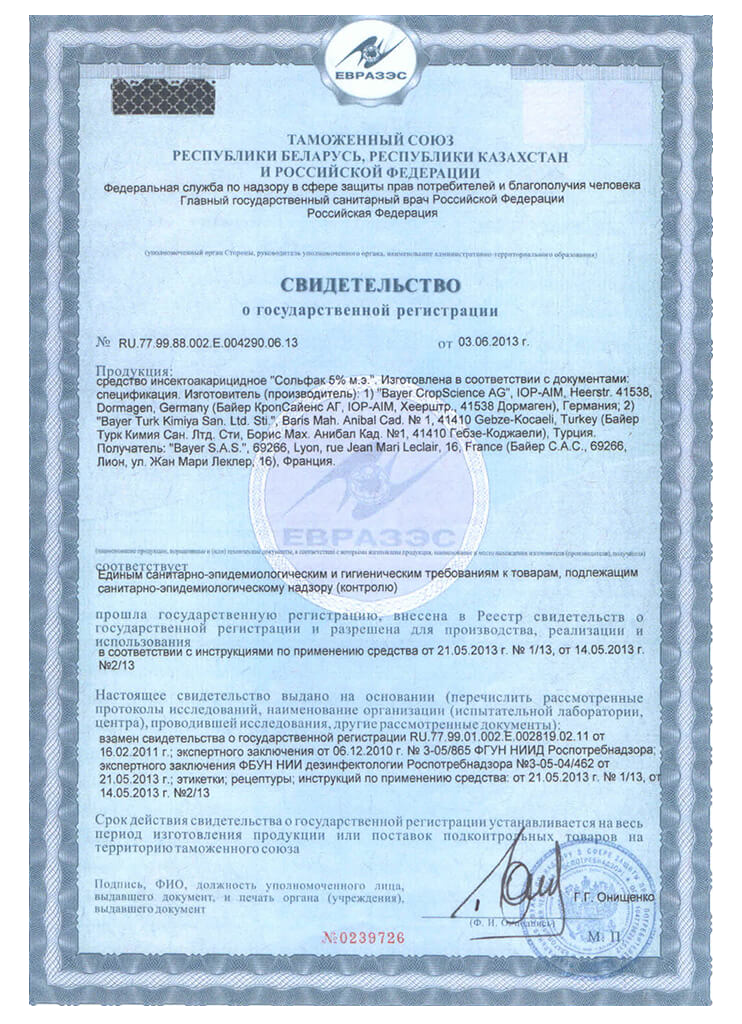 ЕВРАЗЭС
ТАМОЖЕННЫЙ СОЮЗ
РЕСПУБЛИКИ БЕЛАРУСЬ, РЕСПУБЛИКИ КАЗАХСТАН
И РОССИЙСКОЙ ФЕДЕРАЦИИ
Федеральная служба по надзору в сфере защиты прав потребителей и благополучия человека
Главный государственный санитарный врач Российской Федерации
Российская Федерация
(уполномоченный орган Стороны, руководитель уполномоченного органа, наименование административно-территориального образования)
СВИДЕТЕЛЬСТВО
о государственной регистрации
№ RU.77.99.88.002.Е.004290.06.13 от 03.06.2013 г.
Продукция:
средство инсектоакарицидное "Сольфак 5% м.э.". Изготовлена в соответствии с документами:
спецификация. Изготовитель (производитель): 1) "Bayer CropScience AG", IOP-AIM, Heerstr. 41538,
Dormagen, Germany (Байер КропСайенс АГ, IOP-AIM, Хеерштр., 41538 Дормаген), Германия; 2)
"Bayer Turk Kimiya San. Ltd. Sti.", Baris Mah. Anibal Cad. № 1, 41410 Gebze-Kocaeli, Turkey (Байер
Турк Кимия Сан. Лтд. Сти, Борис Мах. Анибал Кад. №1, 41410 Гебзе-Коджаели), Турция.
Получатель: "Bayer S.A.S.", 69266, Lyon, rue Jean Mari Leclair, 16, France (Байер С.А.С., 69266,
Лион, ул. Жан Мари Леклер, 16), Франция.
ЕВРАЗЭС
(наименование продукции, нормативные и (или) технические документы, в соответствии с которыми изготовлена продукция, наименование и место нахождения изготовителя (производителя), получателя)
соответствует
Единым санитарно-эпидемиологическим и гигиеническим требованиям к товарам, подлежащим
санитарно-эпидемиологическому надзору (контролю)
прошла государственную регистрацию, внесена в Реестр свидетельств о
государственной регистрации и разрешена для производства, реализации и
использования
в соответствии с инструкциями по применению средства от 21.05.2013 г. № 1/13, от 14.05.2013 г.
№2/13
Настоящее свидетельство выдано на основании (перечислить рассмотренные
протоколы исследований, наименование организации (испытательной лаборатории,
центра), проводившей исследования, другие рассмотренные документы):
взамен свидетельства о государственной регистрации RU.77.99.01.002.Е.002819.02.11 от
16.02.2011 г.; экспертного заключения от 06.12.2010 г. № 3-05/865 ФГУН НИИД Роспотребнадзора;
экспертного заключения ФБУН НИИ дезинфектологии Роспотребнадзора №3-05-04/462 от
21.05.2013 г.; этикетки; рецептуры; инструкций по применению средства: от 21.05.2013 г. № 1/13, от
14.05.2013 г. №2/13
Срок действия свидетельства о государственной регистрации устанавливается на весь
период изготовления продукции или поставок подконтрольных товаров на
территорию таможенного союза
Подпись, ФИО, должность уполномоченного лица,
выдавшего документ, и печать органа (учреждения),
выдавшего документ
Г.Г. Онищенко
(Ф. И. О./подпись)
М. П.
№0239726